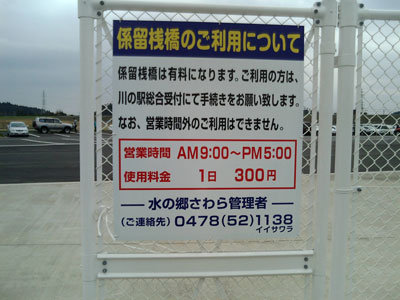 係留桟橋のご利用について
係留桟橋は有料になります。ご利用の方は、
川の駅総合受付にて手続きをお願い致します。
なお、営業時間外のご利用はできません。
営業時間 AM9:00～PM5:00
使用料金 1日 300円
水の郷さわら管理者
(ご連絡先) 0478(52)1138
イイサワラ